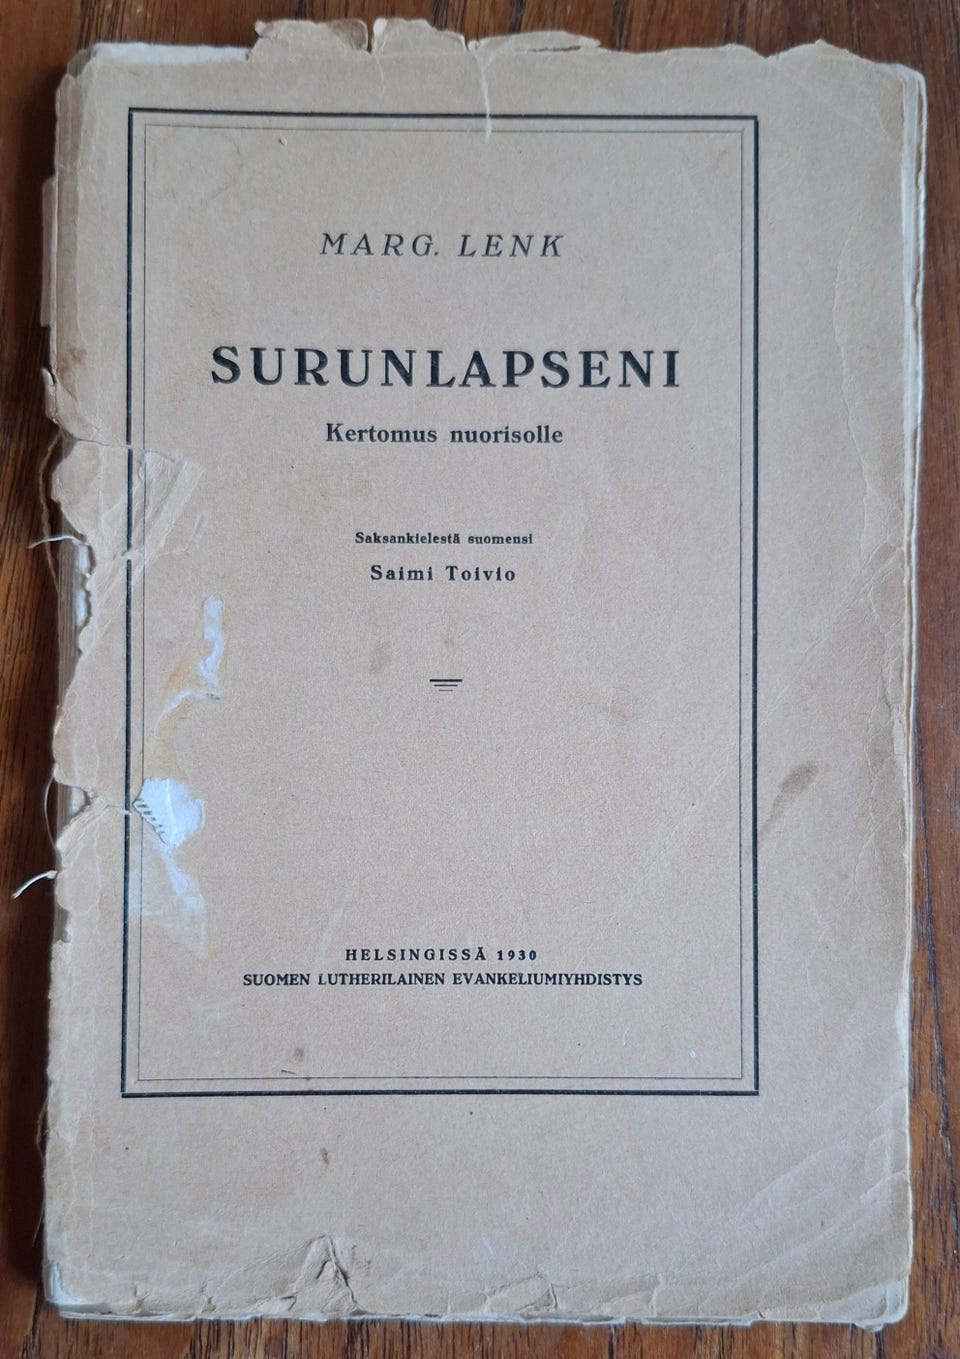 MARG. LENK
SURUNLAPSENI
Kertomus nuorisolle
Saksankielestä suomensi
Saimi Toivio
HELSINGISSÄ 1930
SUOMEN LUTHERILAINEN EVANKELIUMIYHDISTYS